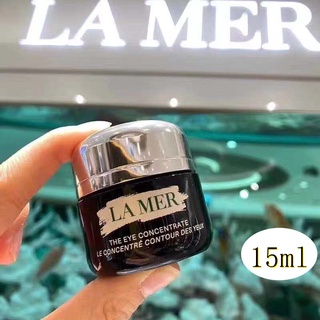 LA MER
LA MER
THE EYE CONCENTRATE
LE CONCENTRÉ CONTOUR DES YEUX
15ml